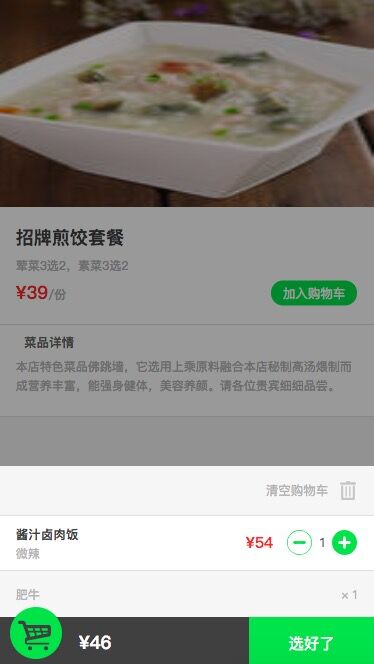 招牌煎饺套餐
荤菜3选2，素菜3选2
¥39/份
加入购物车
菜品详情
本店特色菜品佛跳墙，它选用上乘原料融合本店秘制高汤煨制而
成营养丰富，能强身健体，美容养颜。请各位贵宾细细品尝。
清空购物车
酱汁卤肉饭
¥54
1
微辣
肥牛
× 1
¥46
选好了